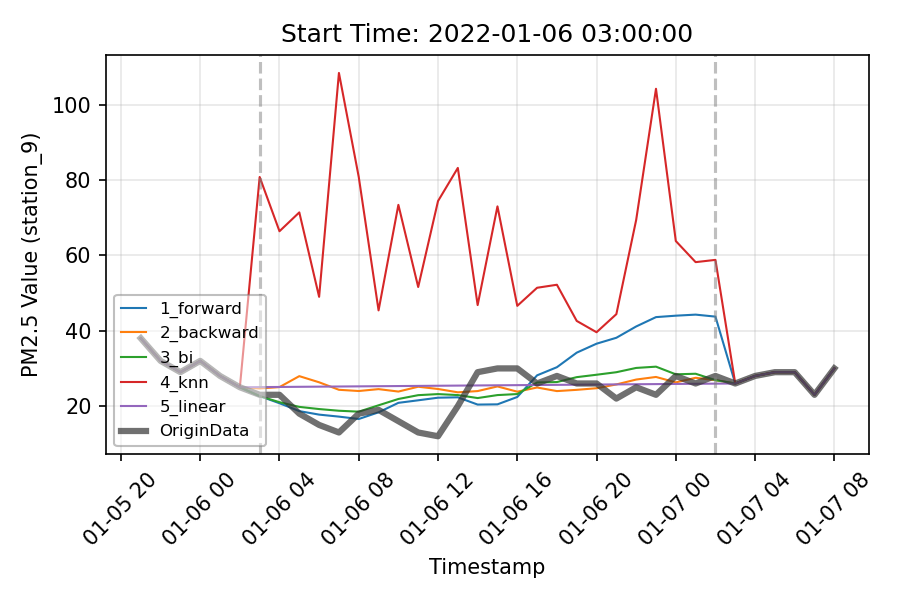 Start Time: 2022-01-06 03:00:00
PM2.5 Value (station_9)
100
80
60
40
20
1_forward
2_backward
3_bi
4_knn
5_linear
OriginData
01-05 20
01-06 00
01-06 04
01-06 08
01-06 12
01-06 16
01-06 20
01-07 00
01-07 04
01-07 08
Timestamp